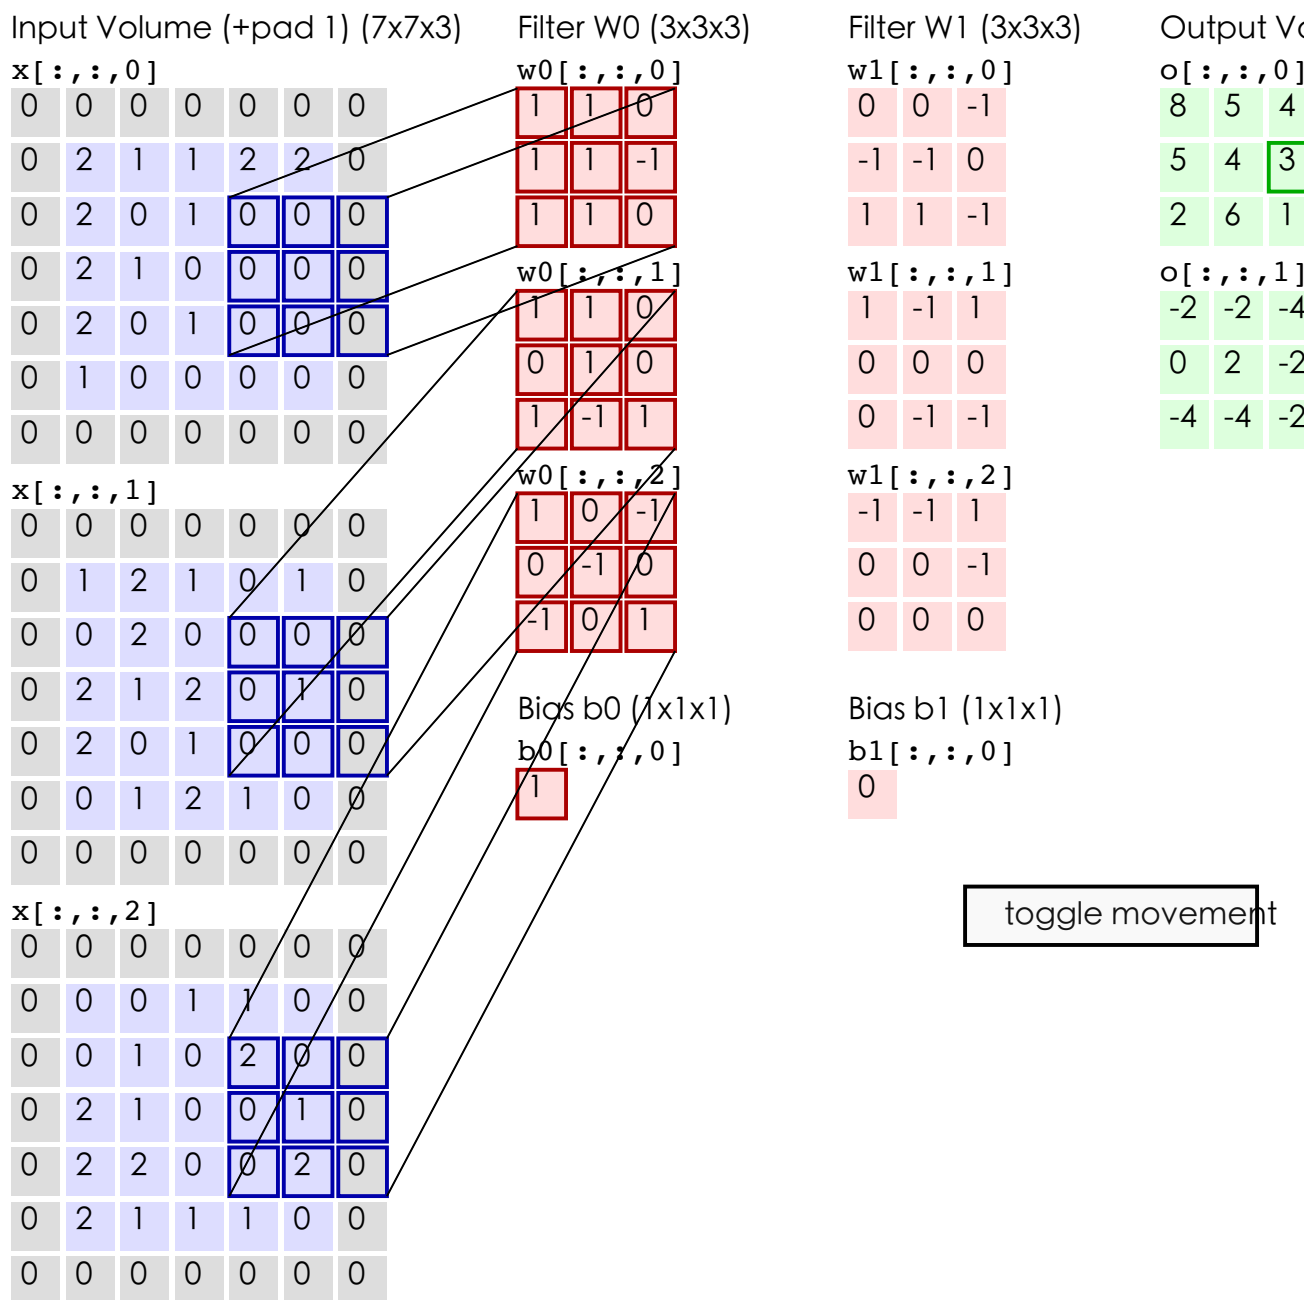 Input Volume (+pad 1) (7x7x3)
x[:,:,0]
0 0 0 0 0 0 0
0 2 1 1 2 2 0
0 2 0 1 0 0 0
0 2 1 0 0 0 0
0 2 0 1 0 0 0
0 1 0 0 0 0 0
0 0 0 0 0 0 0
x[:,:,1]
0 0 0 0 0 0 0
0 1 2 1 0 1 0
0 0 2 0 0 0 0
0 2 1 2 0 1 0
0 2 0 1 0 0 0
0 0 1 2 1 0 0
0 0 0 0 0 0 0
x[:,:,2]
0 0 0 0 0 0 0
0 0 0 1 1 0 0
0 0 1 0 2 0 0
0 2 1 0 0 1 0
0 2 2 0 0 2 0
0 2 1 1 1 0 0
0 0 0 0 0 0 0
Filter W0 (3x3x3)
w0[:,:,0]
1 1 0
1 1 -1
1 1 0
w0[:,:,1]
1 1 0
0 1 0
1 -1 1
w0[:,:,2]
1 0 -1
0 -1 0
-1 0 1
Bias b0 (1x1x1)
b0[:,:,0]
1
Filter W1 (3x3x3)
w1[:,:,0]
0 0 -1
-1 -1 0
1 1 -1
w1[:,:,1]
1 -1 1
0 0 0
0 -1 -1
w1[:,:,2]
-1 -1 1
0 0 -1
0 0 0
Bias b1 (1x1x1)
b1[:,:,0]
0
Output
o[:,:,0]
8 5 4
5 4 3
2 6 1
o[:,:,1]
-2 -2 -4
0 2 -2
-4 -4 -2
toggle movement